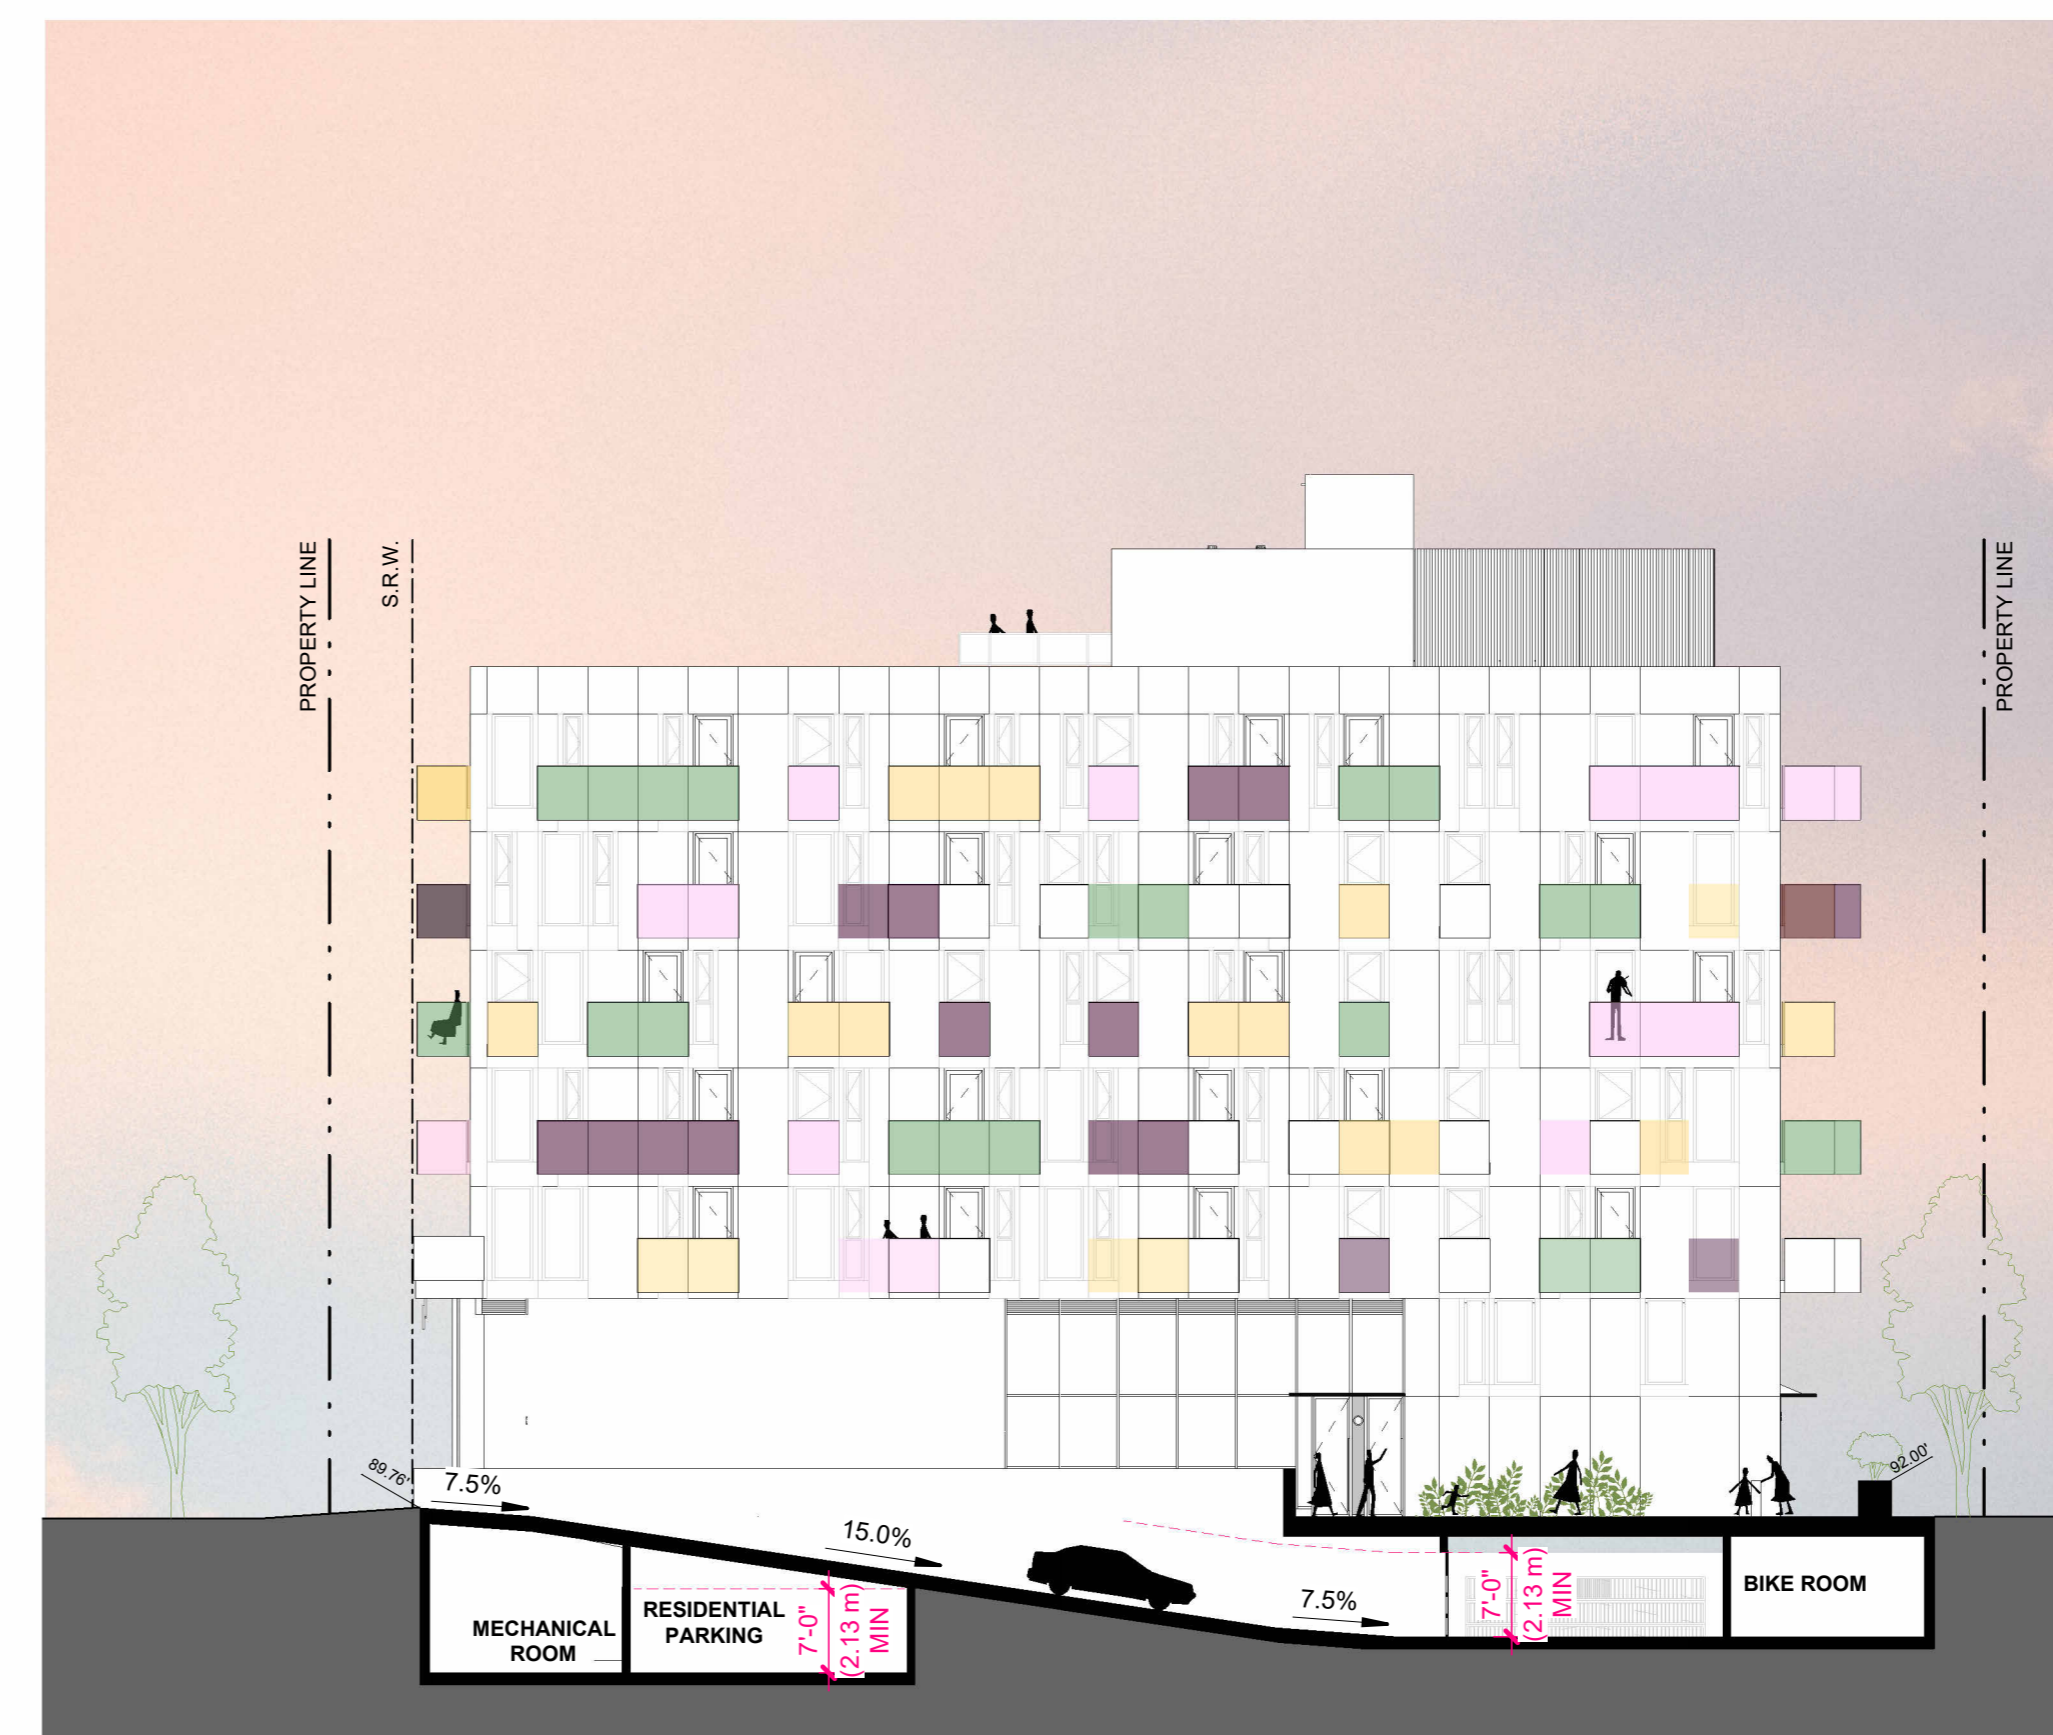 PROPERTY LINE
S.R.W.
PROPERTY LINE
89.76'
7.5%
15.0%
7.5%
92.00'
MECHANICAL
ROOM
RESIDENTIAL
PARKING
7'-0"
(2.13 m)
MIN
7'-0"
(2.13 m)
MIN
BIKE ROOM